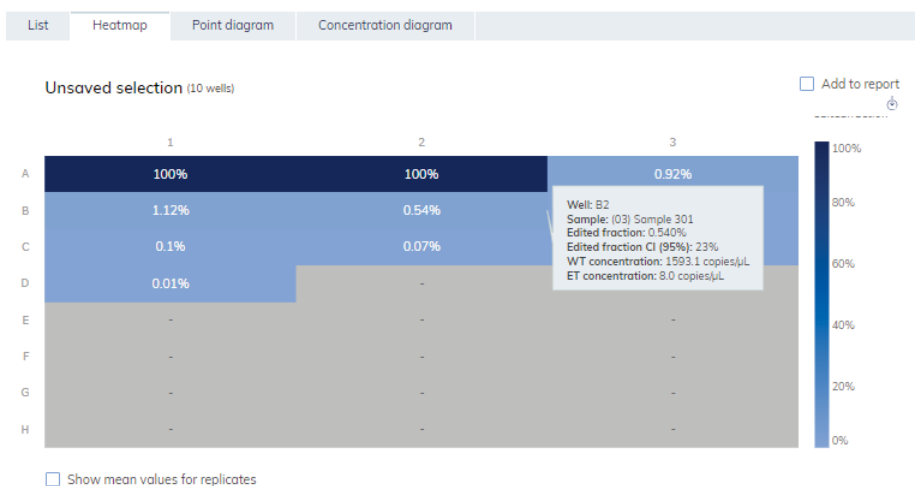 List Heatmap Point diagram Concentration diagram
Unsaved selection (10 wells)
Add to report
1 2 3
A 100% 100% 0.92%
B 1.12% 0.54%
C 0.1% 0.07%
D 0.01% -
E - - -
F - - -
G - - -
H - - -
Well: B2
Sample: (03) Sample 301
Edited fraction: 0.540%
Edited fraction CI (95%): 23%
WT concentration: 1593.1 copies/µL
ET concentration: 8.0 copies/µL
100%
80%
60%
40%
20%
0%
Show mean values for replicates